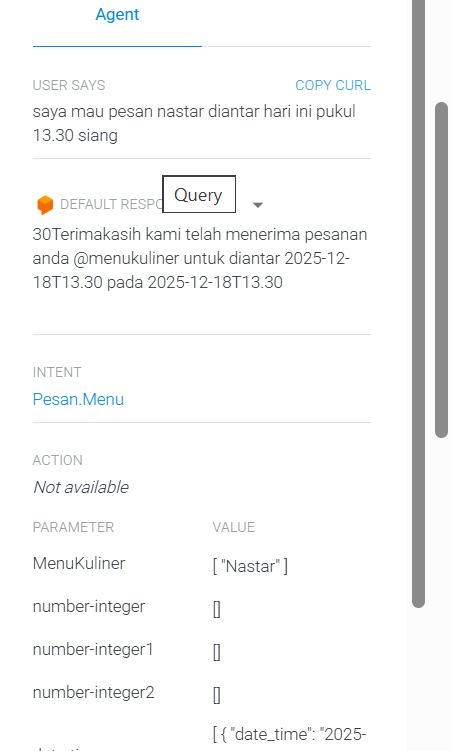 Agent
USER SAYS
COPY CURL
saya mau pesan nastar diantar hari ini pukul
13.30 siang
DEFAULT RESPO
Query
30Terimakasih kami telah menerima pesanan
anda @menukuliner untuk diantar 2025-12-
18T13.30 pada 2025-12-18T13.30
INTENT
Pesan.Menu
ACTION
Not available
PARAMETER
VALUE
MenuKuliner
[ "Nastar" ]
number-integer
[]
number-integer1
[]
number-integer2
[]
[ { "date_time": "2025-